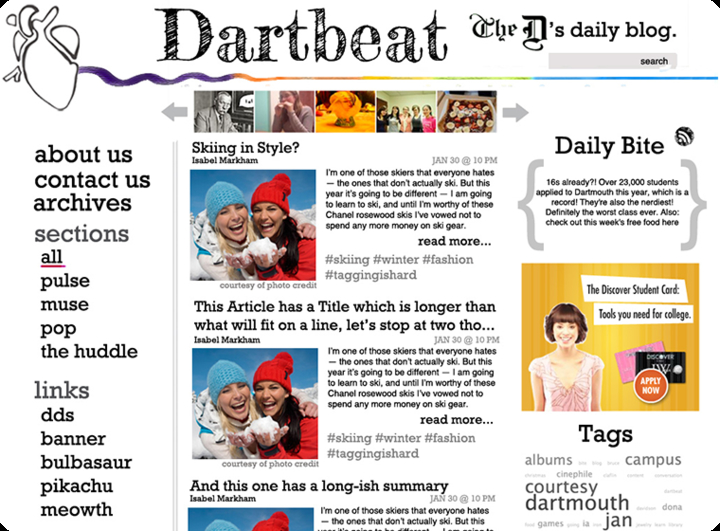 Dartbeat
The D's daily blog.
search
about us
contact us
archives
sections
all
pulse
muse
pop
the huddle
links
dds
banner
bulbasaur
pikachu
meowth
Skiing in Style?
Isabel Markham JAN 30 @ 10 PM
I'm one of those skiers that everyone hates
— the ones that don't actually ski. But this
year it's going to be different — I am going
to learn to ski, and until I'm worthy of these
Chanel rosewood skis I've vowed not to
spend any more money on ski gear.
read more...
#skiing #winter #fashion
#taggingishard
courtesy of photo credit
This Article has a Title which is longer than
what will fit on a line, let's stop at two tho...
Isabel Markham JAN 30 @ 10 PM
I'm one of those skiers that everyone hates
— the ones that don't actually ski. But this
year it's going to be different — I am going
to learn to ski, and until I'm worthy of these
Chanel rosewood skis I've vowed not to
spend any more money on ski gear.
read more...
#skiing #winter #fashion
#taggingishard
courtesy of photo credit
And this one has a long-ish summary
Isabel Markham JAN 30 @ 10 PM
I'm one of those skiers that everyone hates
— the ones that don't actually ski. But this
Daily Bite
16s already?! Over 23,000 students
applied to Dartmouth this year, which is a
record! They're also the nerdiest!
Definitely the worst class ever. Also:
check out this week's free food here
The Discover Student Card:
Tools you need for college.
DISCOVER
APPLY
NOW
Tags
albums blog campus
cinephile content conversation
courtesy
dartmouth dona
games ia jan